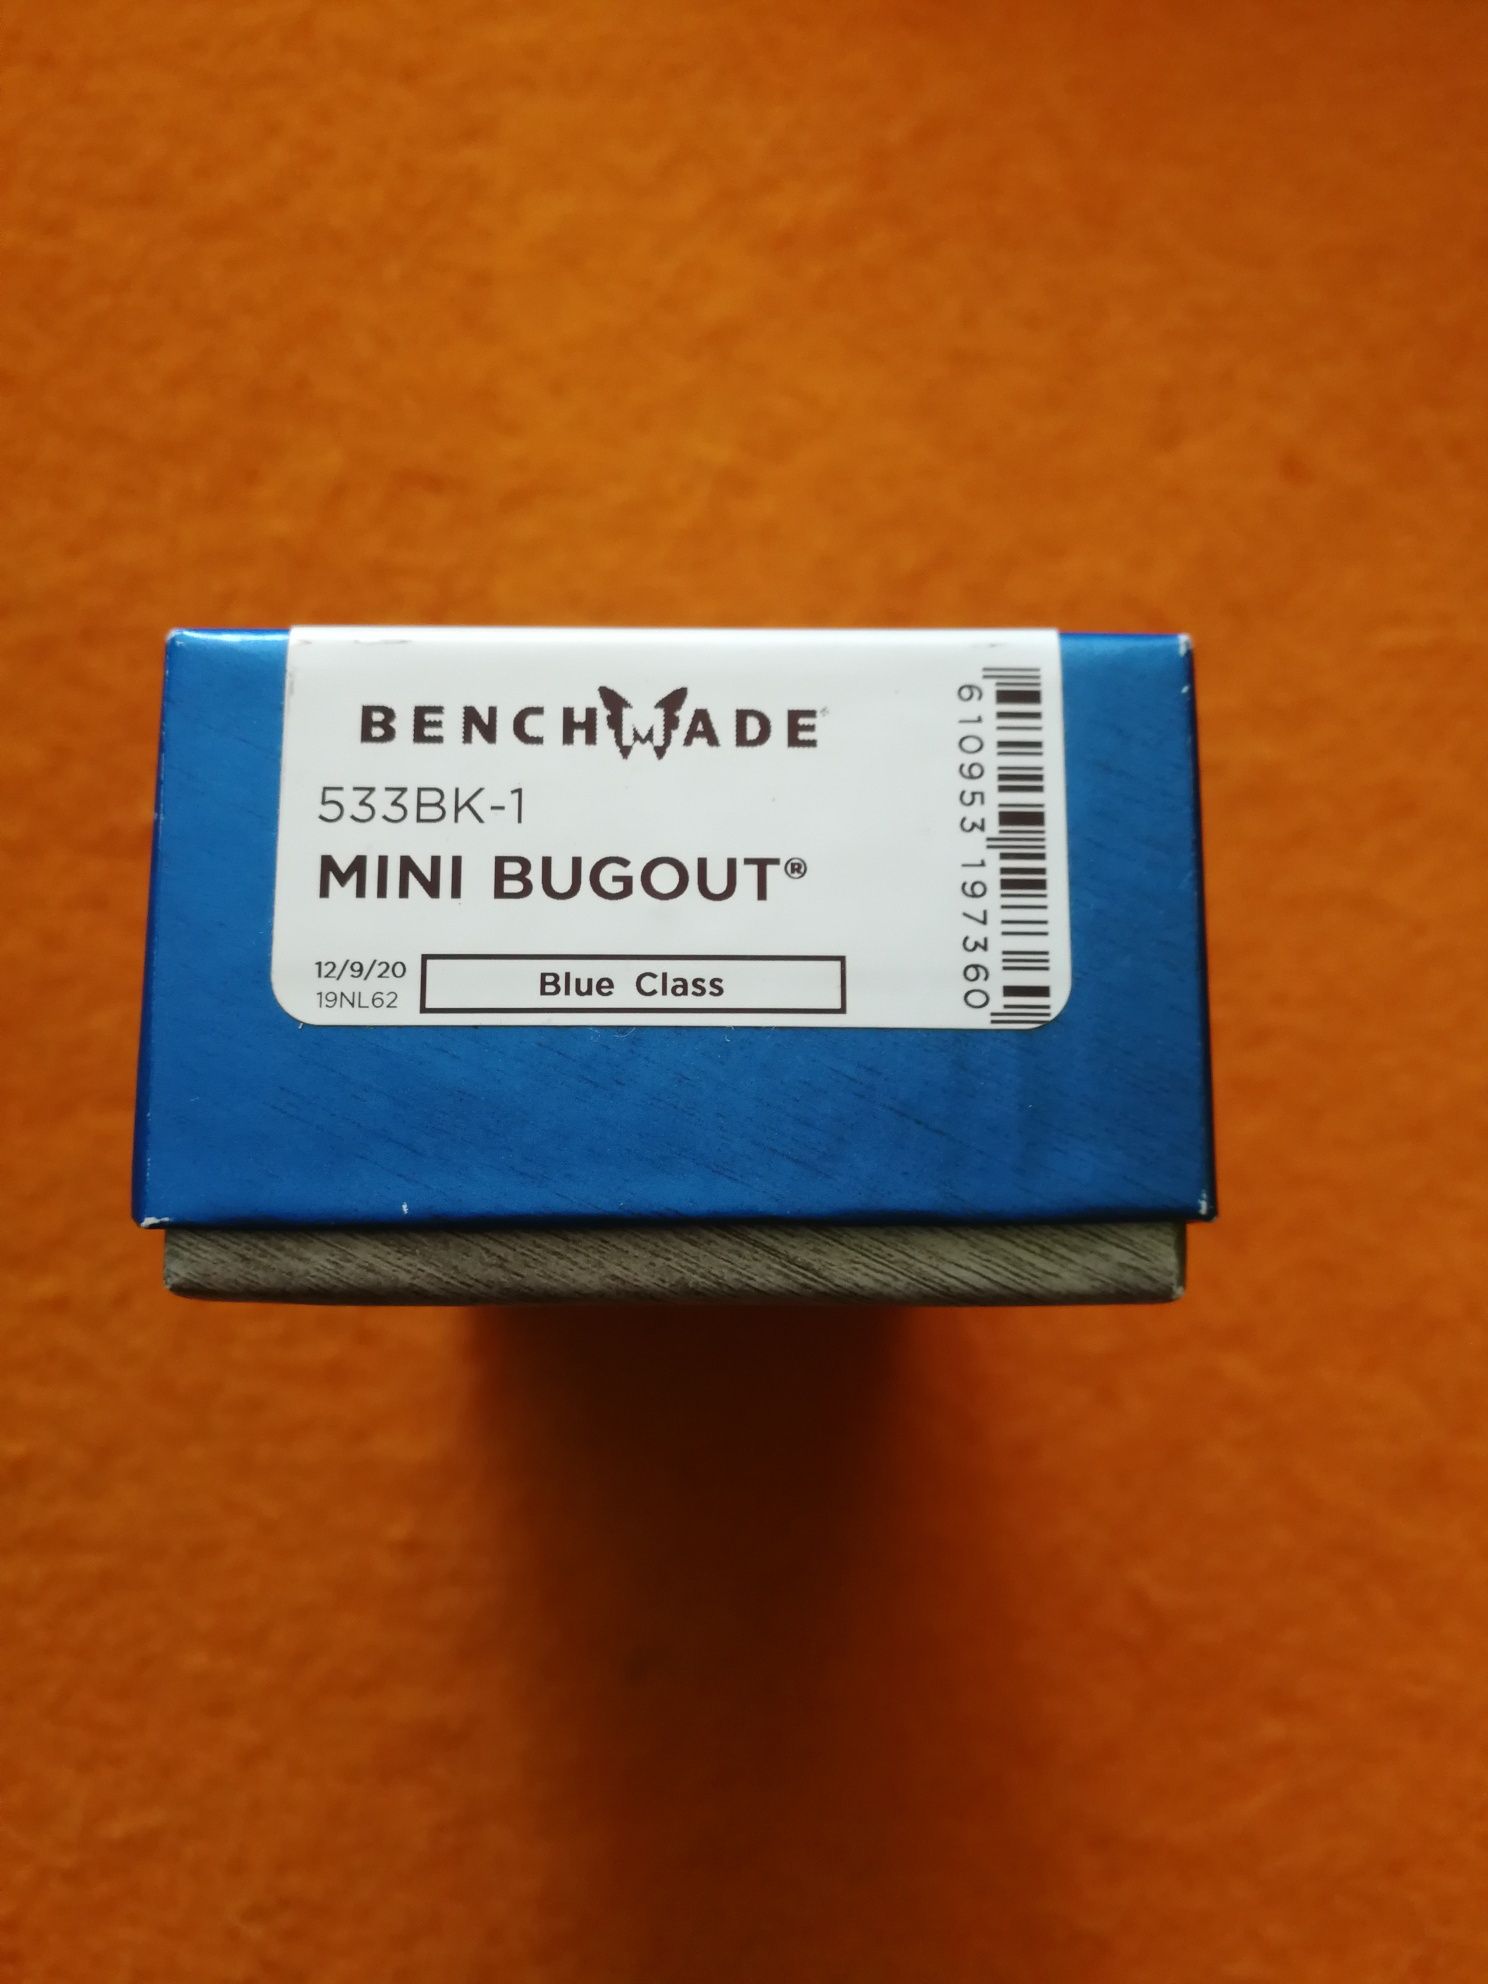 BENCHMADE®
533BK-1
MINI BUGOUT®
12/9/20
19NL62
Blue Class
610953 197360